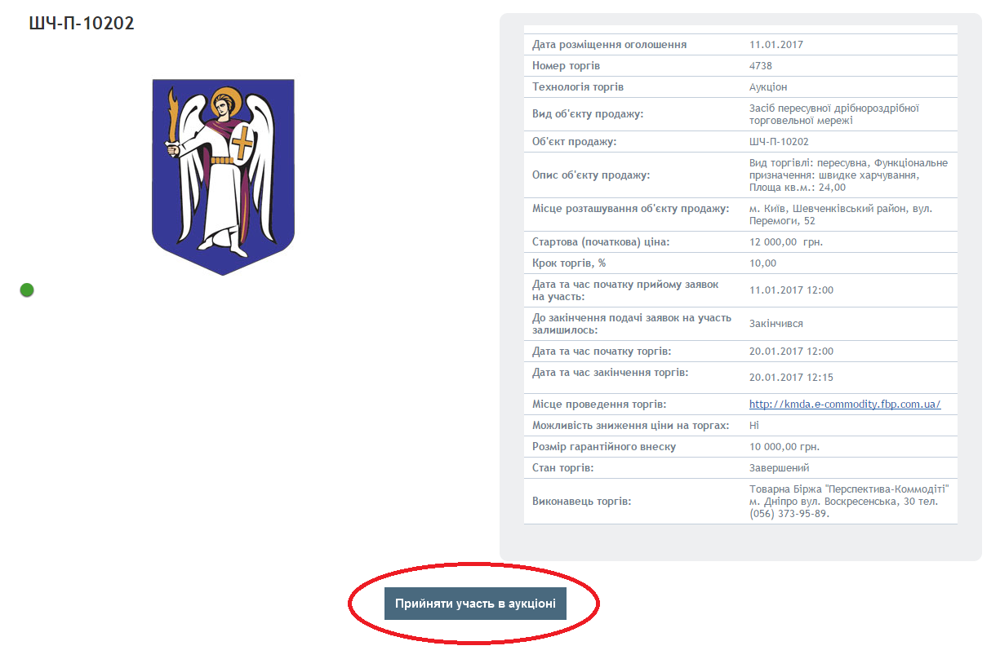 ШЧ-П-10202
Дата розміщення оголошення 11.01.2017
Номер торгів 4738
Технологія торгів Аукціон
Вид об'єкту продажу: Засіб пересувної дрібнороздрібної
торговельної мережі
Об'єкт продажу: ШЧ-П-10202
Опис об'єкту продажу: Вид торгівлі: пересувна, Функціональне
призначення: швидке харчування,
Площа кв.м.: 24,00
Місце розташування об'єкту продажу: м. Київ, Шевченківський район, вул.
Перемоги, 52
Стартова (початкова) ціна: 12 000,00 грн.
Крок торгів, % 10,00
Дата та час початку прийому заявок
на участь: 11.01.2017 12:00
До закінчення подачі заявок на участь
залишилось: Закінчився
Дата та час початку торгів: 20.01.2017 12:00
Дата та час закінчення торгів: 20.01.2017 12:15
Місце проведення торгів: http://kmda.e-commodity.fbp.com.ua/
Можливість зниження ціни на торгах: Ні
Розмір гарантійного внеску 10 000,00 грн.
Стан торгів: Завершений
Виконавець торгів: Товарна Біржа "Перспектива-Коммодіті"
м. Дніпро вул. Воскресенська, 30 тел.
(056) 373-95-89.
Прийняти участь в аукціоні